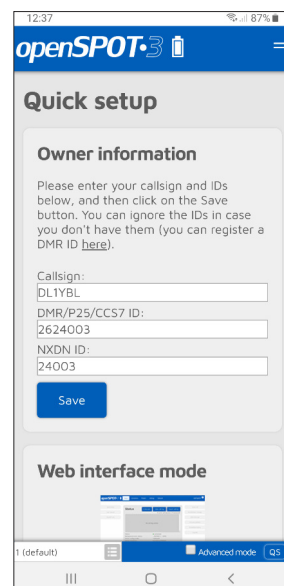 12:37 87%
openSPOT•3
Quick setup
Owner information
Please enter your callsign and IDs
below, and then click on the Save
button. You can ignore the IDs in case
you don't have them (you can register a
DMR ID here).
Callsign:
DL1YBL
DMR/P25/CCS7 ID:
2624003
NXDN ID:
24003
Save
Web interface mode
1 (default) Advanced mode QS